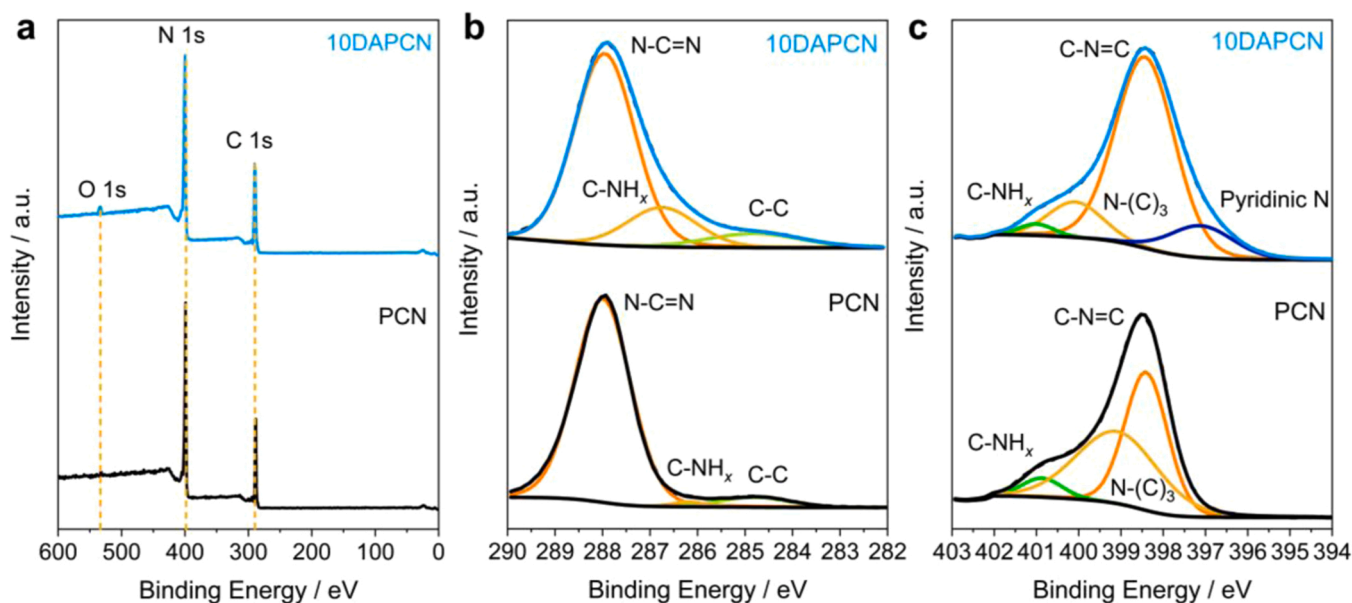 a
N 1s
10DAPCN
C 1s
O 1s
PCN
Intensity / a.u.
600 500 400 300 200 100 0
Binding Energy / eV
b
N-C=N
10DAPCN
C-NHx
C-C
N-C=N
PCN
C-NHx
C-C
Intensity / a.u.
290 289 288 287 286 285 284 283 282
Binding Energy / eV
c
10DAPCN
C-N=C
C-NHx
N-(C)3
Pyridinic N
PCN
C-N=C
C-NHx
N-(C)3
Intensity / a.u.
403 402 401 400 399 398 397 396 395 394
Binding Energy / eV